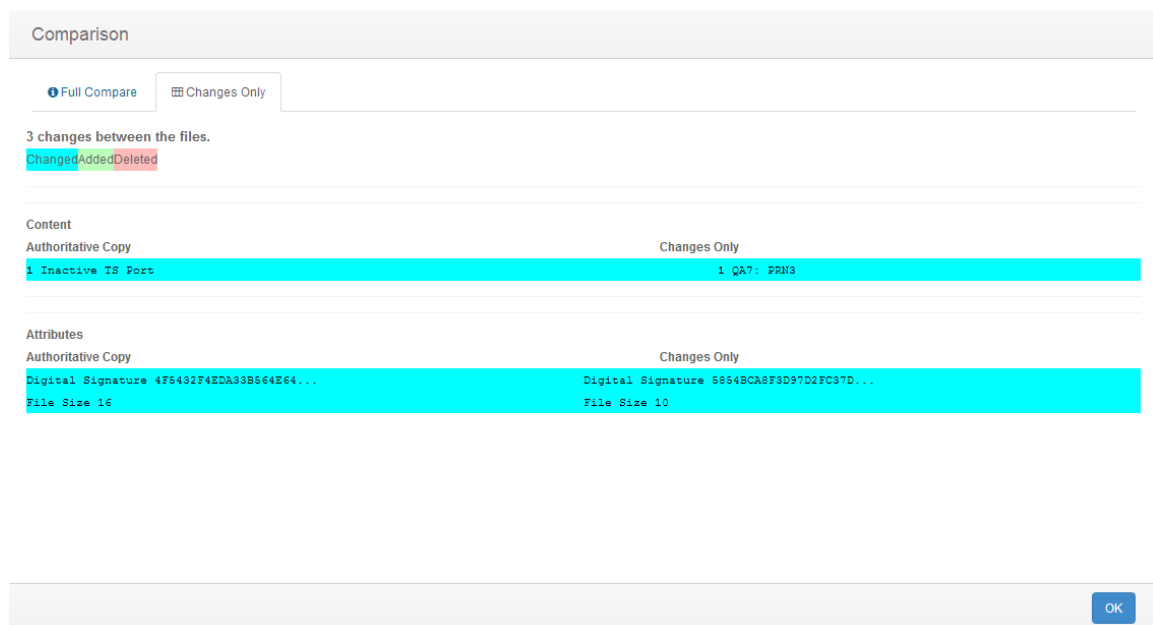 Comparison
Full Compare Changes Only
3 changes between the files.
ChangedAddedDeleted
Content
Authoritative Copy Changes Only
1 Inactive TS Port 1 QA7: PRN3
Attributes
Authoritative Copy Changes Only
Digital Signature 4F5432F4EDA33B564E64... Digital Signature 5854BCA8F3D97D2FC37D...
File Size 16 File Size 10
OK